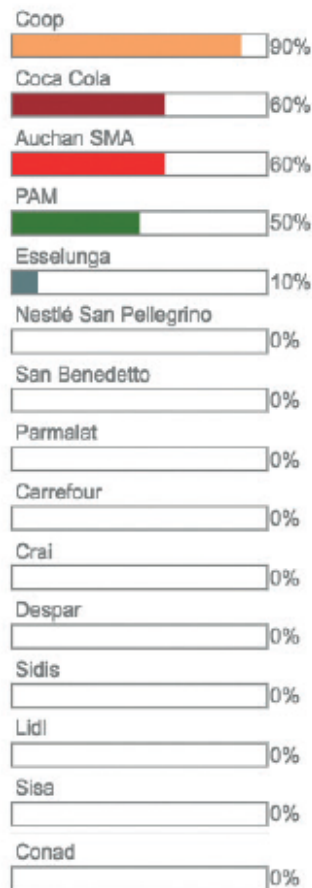 Coop
90%
Coca Cola
60%
Auchan SMA
60%
PAM
50%
Esselunga
10%
Nestlé San Pellegrino
0%
San Benedetto
0%
Parmalat
0%
Carrefour
0%
Crai
0%
Despar
0%
Sidis
0%
Lidl
0%
Sisa
0%
Conad
0%